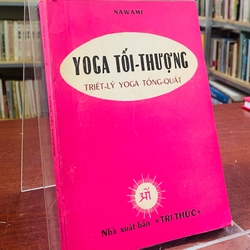 NAWAMI
YOGA TỐI-THƯỢNG
TRIẾT-LÝ YOGA TỔNG-QUÁT
Nhà xuất bản «TRI-THỨC»